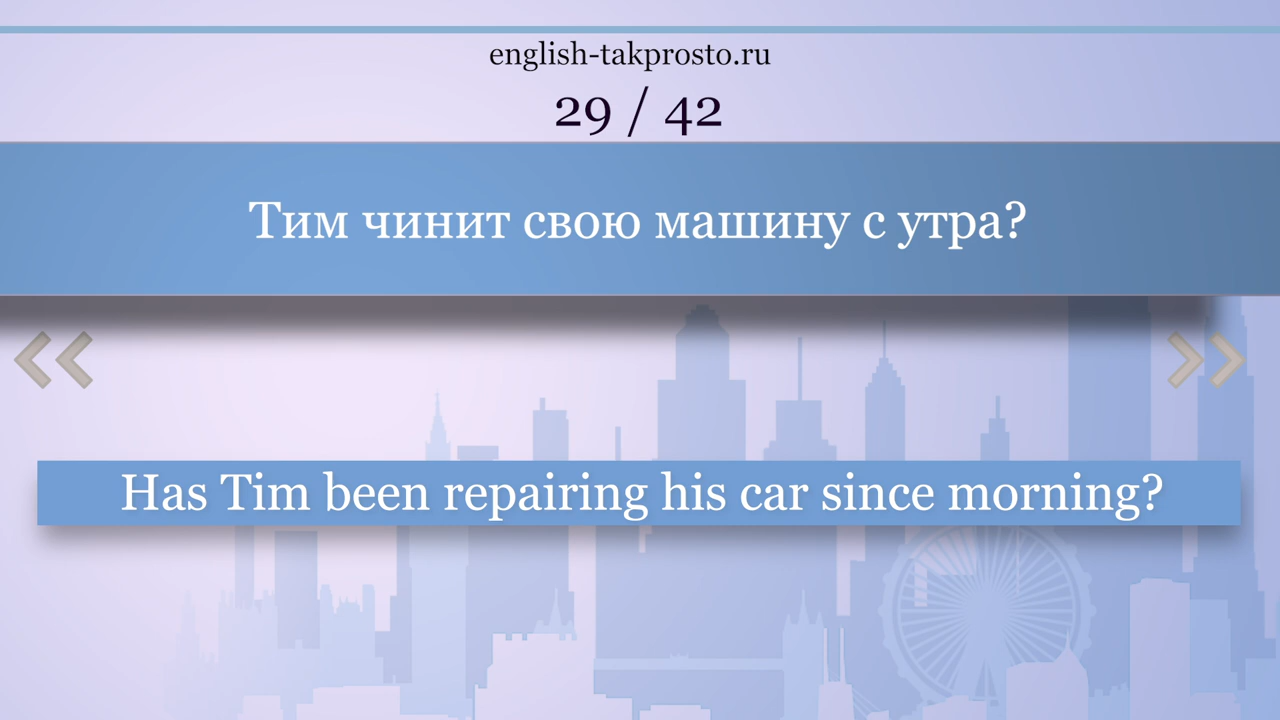 english-takprosto.ru
29 / 42
Тим чинит свою машину с утра?
Has Tim been repairing his car since morning?